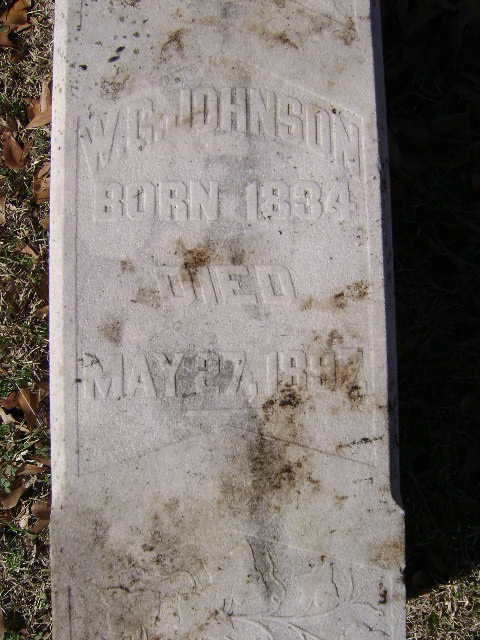 W.C. JOHNSON
BORN 1834
DIED
MAY 27, 1897.